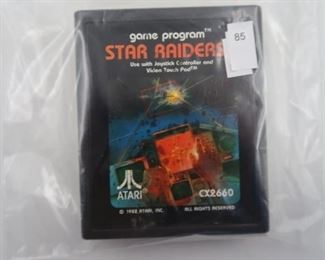 game program™
STAR RAIDERS
85
Use with Joystick Controller and
Video Touch Pad™
ATARI
CX2660
© 1982 ATARI, INC.
ALL RIGHTS RESERVED